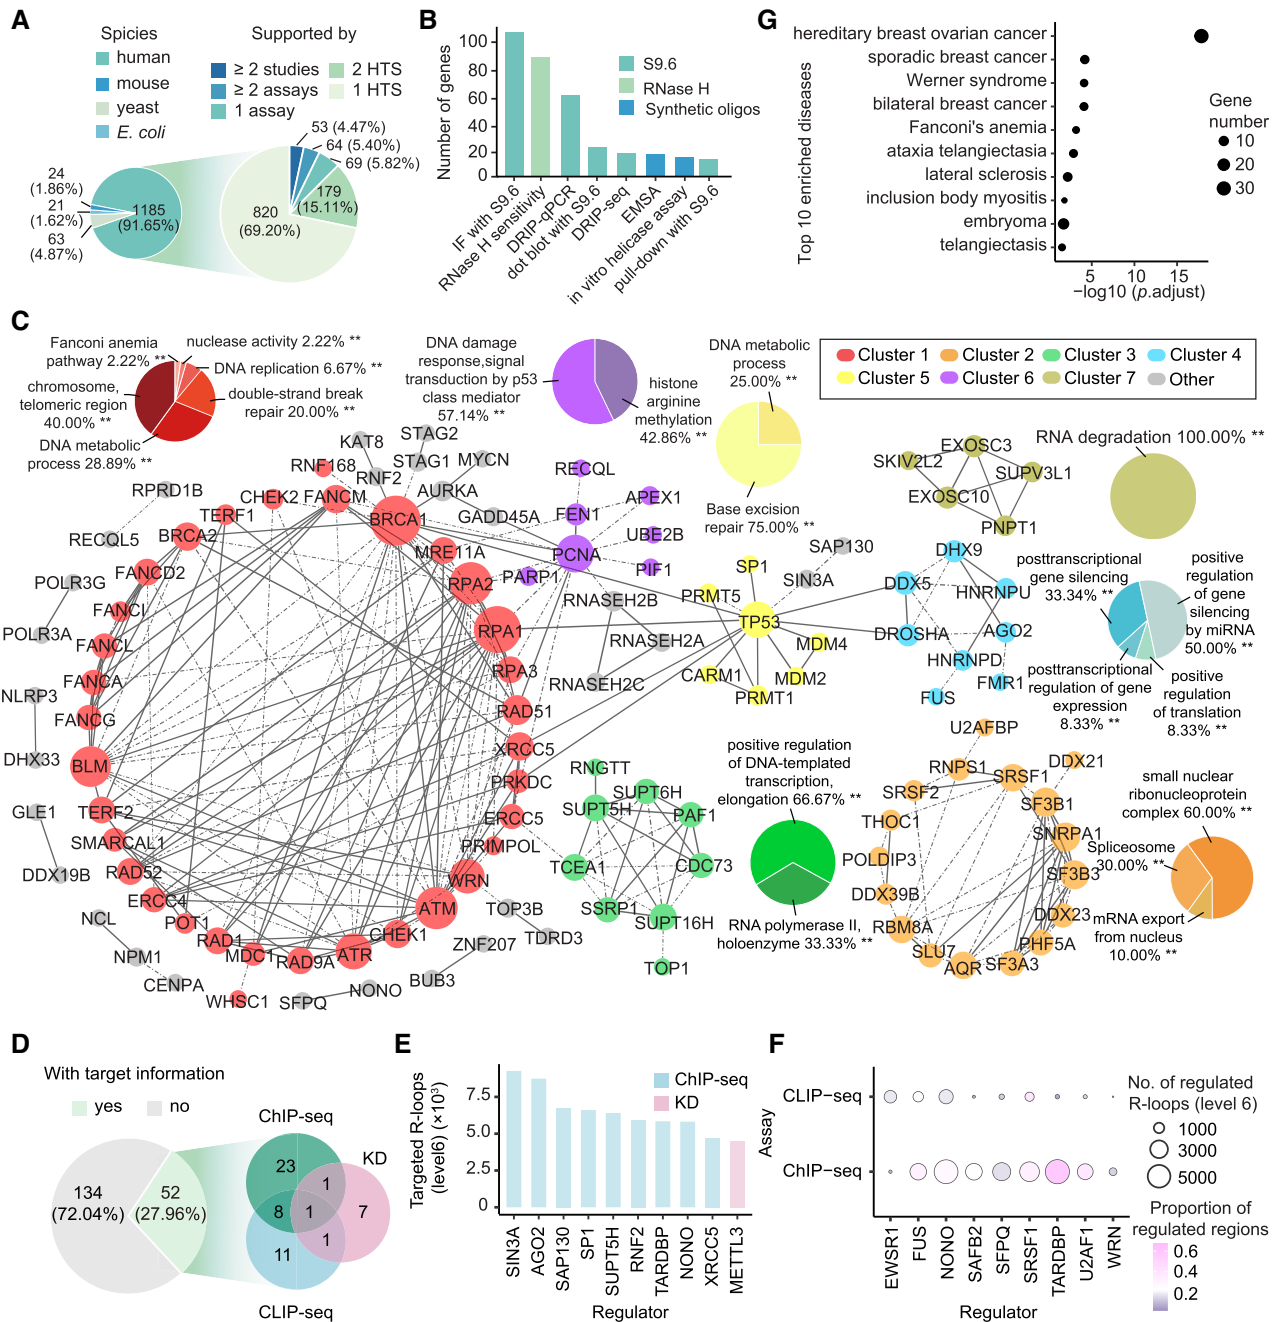 A
Spicies
human
mouse
yeast
E. coli
Supported by
≥ 2 studies
≥ 2 assays
1 assay
2 HTS
1 HTS
53 (4.47%)
64 (5.40%)
69 (5.82%)
179
(15.11%)
820
(69.20%)
24
(1.86%)
21
(1.62%)
63
(4.87%)
1185
(91.65%)
B
Number of genes
100
80
60
40
20
0
S9.6
RNase H
Synthetic oligos
IF with S9.6
RNase H sensitivity
DRIP-qPCR
dot blot with S9.6
DRIP-seq
EMSA
in vitro helicase assay
pull-down with S9.6
G
Top 10 enriched diseases
hereditary breast ovarian cancer
sporadic breast cancer
Werner syndrome
bilateral breast cancer
Fanconi's anemia
ataxia telangiectasia
lateral sclerosis
inclusion body myositis
embryoma
telangiectasis
5
10
15
−log10 (p.adjust)
Gene
number
10
20
30
C
Fanconi anemia
pathway 2.22% **
nuclease activity 2.22% **
DNA replication 6.67% **
double-strand break
repair 20.00% **
chromosome,
telomeric region
40.00% **
DNA metabolic
process 28.89% **
DNA damage
response,signal
transduction by p53
class mediator
57.14% **
histone
arginine
methylation
42.86% **
DNA metabolic
process
25.00% **
Base excision
repair 75.00% **
Cluster 1
Cluster 2
Cluster 3
Cluster 4
Cluster 5
Cluster 6
Cluster 7
Other
RNA degradation 100.00% **
posttranscriptional
gene silencing
33.34% **
positive
regulation
of gene
silencing
by miRNA
50.00% **
posttranscriptional
regulation of gene
expression
8.33% **
positive
regulation
of translation
8.33% **
positive regulation
of DNA-templated
transcription,
elongation 66.67% **
RNA polymerase II,
holoenzyme 33.33% **
small nuclear
ribonucleoprotein
complex 60.00% **
Spliceosome
30.00% **
mRNA export
from nucleus
10.00% **
KAT8
STAG2
STAG1
MYCN
RNF168
RNF2
AURKA
GADD45A
RPRD1B
RECQL5
CHEK2
FANCM
TERF1
BRCA1
BRCA2
MRE11A
FANCD2
RPA2
POLR3G
FANCI
POLR3A
FANCL
RPA1
NLRP3
FANCA
RPA3
FANCG
RAD51
DHX33
BLM
XRCC5
PRKDC
GLE1
TERF2
ERCC5
SMARCAL1
PRIMPOL
DDX19B
RAD52
WRN
ERCC4
ATM
NCL
POT1
TOP3B
TDRD3
RAD1
CHEK1
NPM1
MDC1
RAD9A
ATR
ZNF207
BUB3
CENPA
WHSC1
SFPQ
NONO
RECQL
APEX1
FEN1
UBE2B
PCNA
PIF1
PARP1
RNASEH2B
RNASEH2A
RNASEH2C
SAP130
SIN3A
SP1
PRMT5
TP53
MDM4
MDM2
CARM1
PRMT1
EXOSC3
SKIV2L2
SUPV3L1
EXOSC10
PNPT1
DHX9
DDX5
HNRNPU
DROSHA
AGO2
HNRNPD
FMR1
FUS
RNGTT
SUPT6H
SUPT5H
PAF1
TCEA1
CDC73
SSRP1
SUPT16H
TOP1
U2AFBP
RNPS1
SRSF1
DDX21
SRSF2
SF3B1
THOC1
SNRPA1
POLDIP3
SF3B3
DDX39B
DDX23
RBM8A
PHF5A
SLU7
AQR
SF3A3
D
With target information
yes
no
134
(72.04%)
52
(27.96%)
ChIP-seq
KD
CLIP-seq
23
1
8
1
7
1
11
E
Targeted R-loops
(level6) (×10³)
7.5
5.0
2.5
0
ChIP-seq
KD
SIN3A
AGO2
SAP130
SP1
SUPT5H
RNF2
TARDBP
NONO
XRCC5
METTL3
Regulator
F
Assay
CLIP−seq
ChIP−seq
EWSR1
FUS
NONO
SAFB2
SFPQ
SRSF1
TARDBP
U2AF1
WRN
Regulator
No. of regulated
R-loops (level 6)
1000
3000
5000
Proportion of
regulated regions
0.6
0.4
0.2